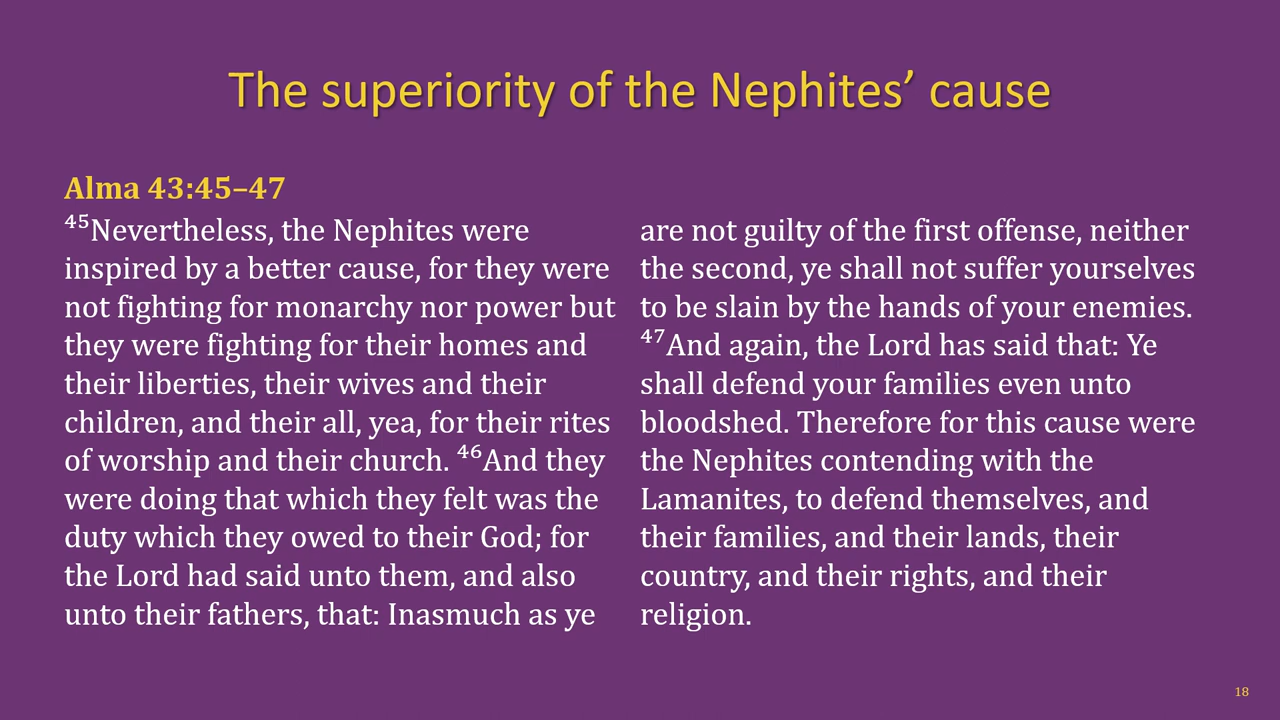 The superiority of the Nephites’ cause
Alma 43:45–47
⁴⁵Nevertheless, the Nephites were
inspired by a better cause, for they were
not fighting for monarchy nor power but
they were fighting for their homes and
their liberties, their wives and their
children, and their all, yea, for their rites
of worship and their church. ⁴⁶And they
were doing that which they felt was the
duty which they owed to their God; for
the Lord had said unto them, and also
unto their fathers, that: Inasmuch as ye
are not guilty of the first offense, neither
the second, ye shall not suffer yourselves
to be slain by the hands of your enemies.
⁴⁷And again, the Lord has said that: Ye
shall defend your families even unto
bloodshed. Therefore for this cause were
the Nephites contending with the
Lamanites, to defend themselves, and
their families, and their lands, their
country, and their rights, and their
religion.
18